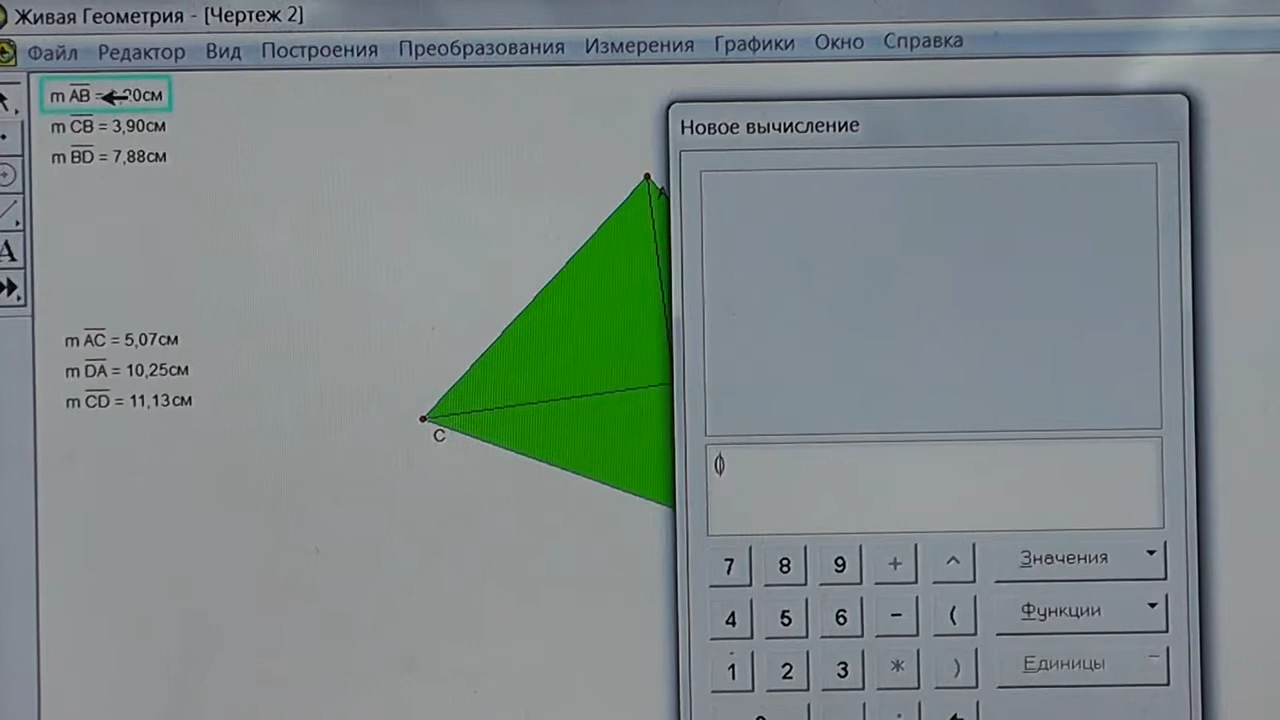 Живая Геометрия - [Чертеж 2]
Файл Редактор Вид Построения Преобразования Измерения Графики Окно Справка
m AB = 20см
m CB = 3,90см
m BD = 7,88см
A
m AC = 5,07см
m DA = 10,25см
m CD = 11,13см
A
C
Новое вычисление
7 8 9 + ^ Значения
4 5 6 - ( Функции
1 2 3 * ) Единицы